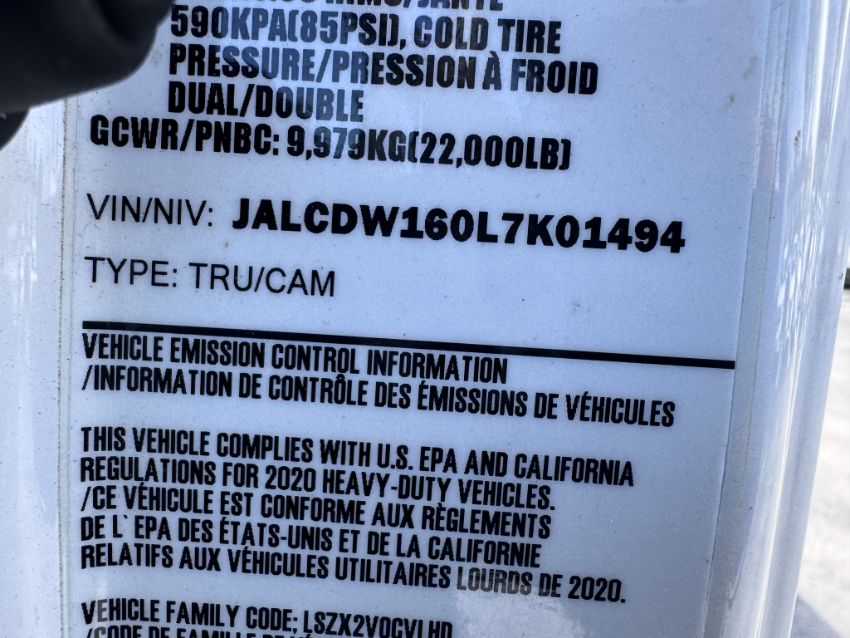 590KPA(85PSI), COLD TIRE
PRESSURE/PRESSION À FROID
DUAL/DOUBLE
GCWR/PNBC: 9,979KG(22,000LB)
VIN/NIV: JALCDW160L7K01494
TYPE: TRU/CAM
VEHICLE EMISSION CONTROL INFORMATION
/INFORMATION DE CONTRÔLE DES ÉMISSIONS DE VÉHICULES
THIS VEHICLE COMPLIES WITH U.S. EPA AND CALIFORNIA
REGULATIONS FOR 2020 HEAVY-DUTY VEHICLES.
/CE VÉHICULE EST CONFORME AUX RÈGLEMENTS
DE L`EPA DES ÉTATS-UNIS ET DE LA CALIFORNIE
RELATIFS AUX VÉHICULES UTILITAIRES LOURDS DE 2020.
VEHICLE FAMILY CODE;